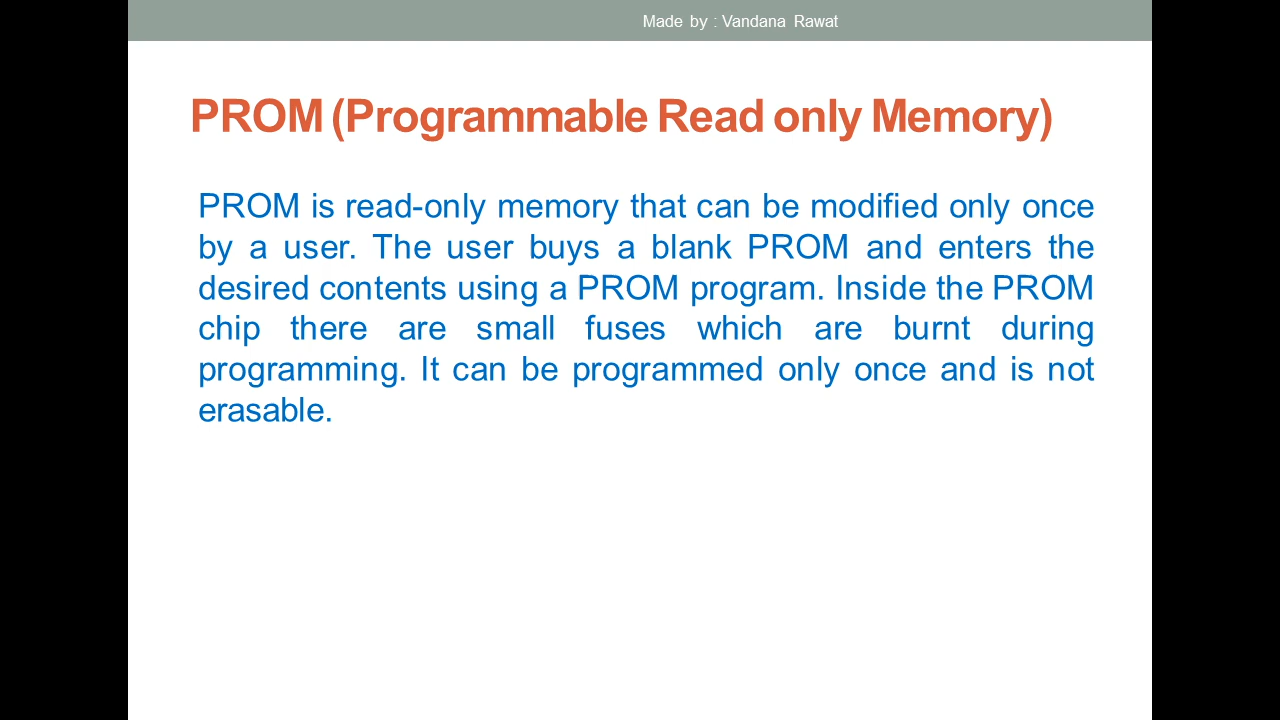 Made by : Vandana Rawat
PROM (Programmable Read only Memory)
PROM is read-only memory that can be modified only once
by a user. The user buys a blank PROM and enters the
desired contents using a PROM program. Inside the PROM
chip there are small fuses which are burnt during
programming. It can be programmed only once and is not
erasable.